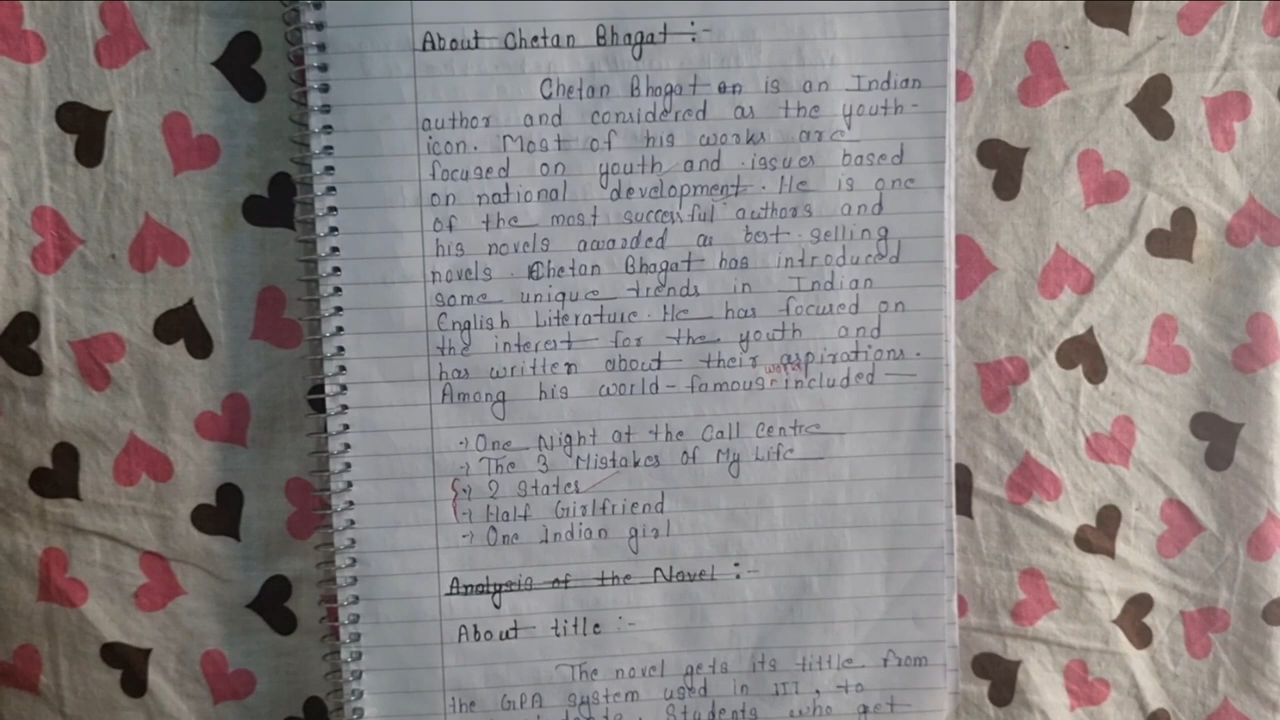 About Chetan Bhagat :-
Chetan Bhagat an is an Indian
author and considered as the youth-
icon. Most of his works are
focused on youth and issues based
on national development. He is one
of the most successful authors and
his novels awarded as best-selling
novels. Chetan Bhagat has introduced
some unique trends in Indian
English Literature. He has focused on
the interest for the youth and
has written about their aspirations.
works
Among his world-famous included —
→ One Night at the Call Centre
→ The 3 Mistakes of My Life
→ 2 States
→ Half Girlfriend
→ One indian girl
Analysis of the Novel :-
About title :-
The novel gets its tittle from
the GPA system used in IIT, to
Students who get